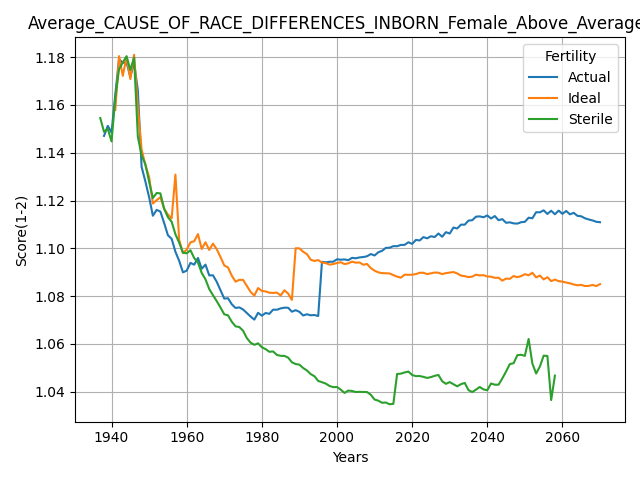 Average_CAUSE_OF_RACE_DIFFERENCES_INBORN_Female_Above_Average
Fertility
Actual
Ideal
Sterile
1.18
1.16
1.14
1.12
1.10
1.08
1.06
1.04
Score(1-2)
1940 1960 1980 2000 2020 2040 2060
Years